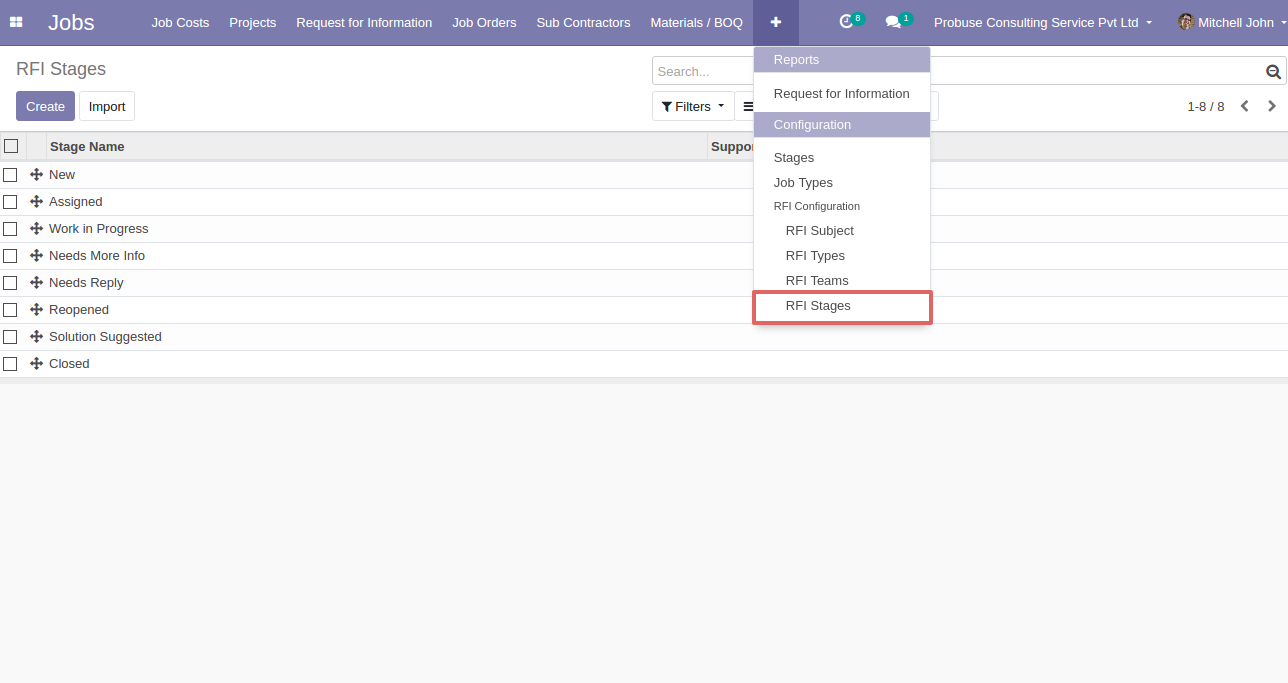 Jobs Job Costs Projects Request for Information Job Orders Sub Contractors Materials / BOQ 8 1 Probuse Consulting Service Pvt Ltd Mitchell John
RFI Stages
Search...
Create Import
Filters
1-8 / 8
Reports
Request for Information
Configuration
Stages
Job Types
RFI Configuration
RFI Subject
RFI Types
RFI Teams
RFI Stages
Stage Name
New
Assigned
Work in Progress
Needs More Info
Needs Reply
Reopened
Solution Suggested
Closed